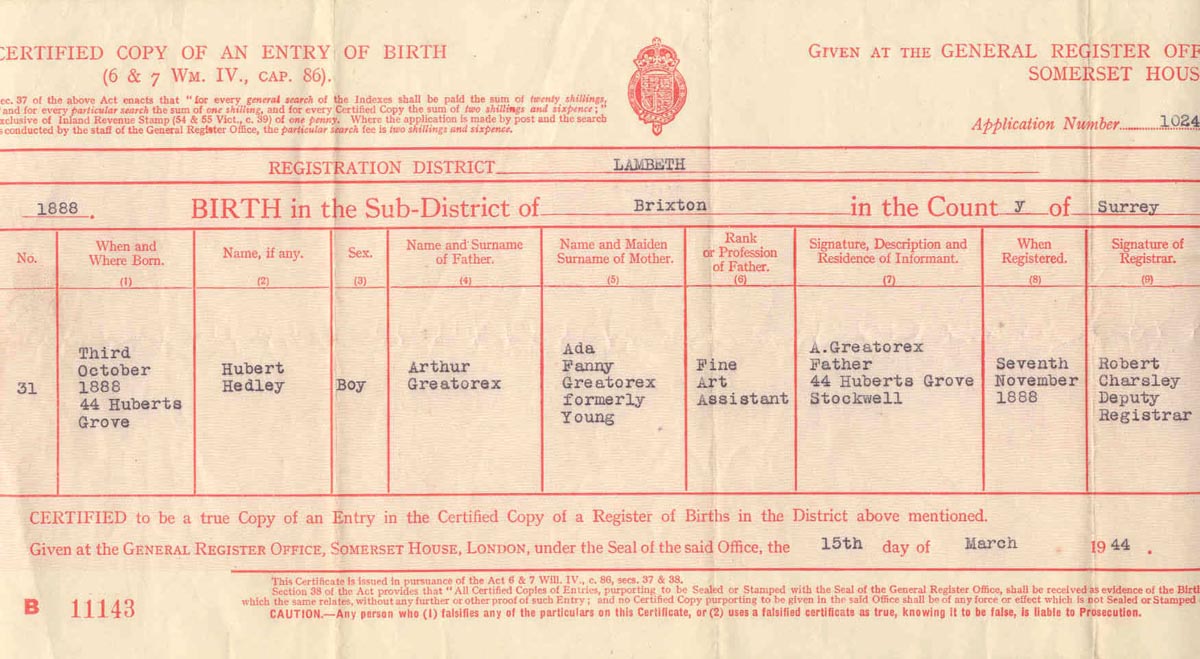 CERTIFIED COPY OF AN ENTRY OF BIRTH
(6 & 7 WM. IV., CAP. 86).
GIVEN AT THE GENERAL REGISTER OFF
SOMERSET HOUS
ec. 37 of the above Act enacts that "for every general search of the Indexes shall be paid the sum of twenty shillings,
and for every particular search the sum of one shilling, and for every Certified Copy the sum of two shillings and sixpence;"
xclusive of Inland Revenue Stamp (54 & 55 Vict., c. 39) of one penny. Where the application is made by post and the search
s conducted by the staff of the General Register Office, the particular search fee is two shillings and sixpence.
Application Number 1024
REGISTRATION DISTRICT LAMBETH
1888. BIRTH in the Sub-District of Brixton in the County of Surrey
No.
When and
Where Born.
(1)
Name, if any.
(2)
Sex.
(3)
Name and Surname
of Father.
(4)
Name and Maiden
Surname of Mother.
(5)
Rank
or Profession
of Father.
(6)
Signature, Description and
Residence of Informant.
(7)
When
Registered.
(8)
Signature of
Registrar.
(9)
31
Third
October
1888
44 Huberts
Grove
Hubert
Hedley
Boy
Arthur
Greatorex
Ada
Fanny
Greatorex
formerly
Young
Fine
Art
Assistant
A.Greatorex
Father
44 Huberts Grove
Stockwell
Seventh
November
1888
Robert
Charsley
Deputy
Registrar
CERTIFIED to be a true Copy of an Entry in the Certified Copy of a Register of Births in the District above mentioned.
Given at the GENERAL REGISTER OFFICE, SOMERSET HOUSE, LONDON, under the Seal of the said Office, the 15th day of March 1944.
B 11143
This Certificate is issued in pursuance of the Act 6 & 7 Will. IV., c. 86, secs. 37 & 38.
Section 38 of the Act provides that "All Certified Copies of Entries, purporting to be Sealed or Stamped with the Seal of the General Register Office, shall be received as evidence of the Birt
which the same relates, without any further or other proof of such Entry; and no Certified Copy purporting to be given in the said Office shall be of any force or effect which is not Sealed or Stamped
CAUTION.—Any person who (1) falsifies any of the particulars on this Certificate, or (2) uses a falsified certificate as true, knowing it to be false, is liable to Prosecution.